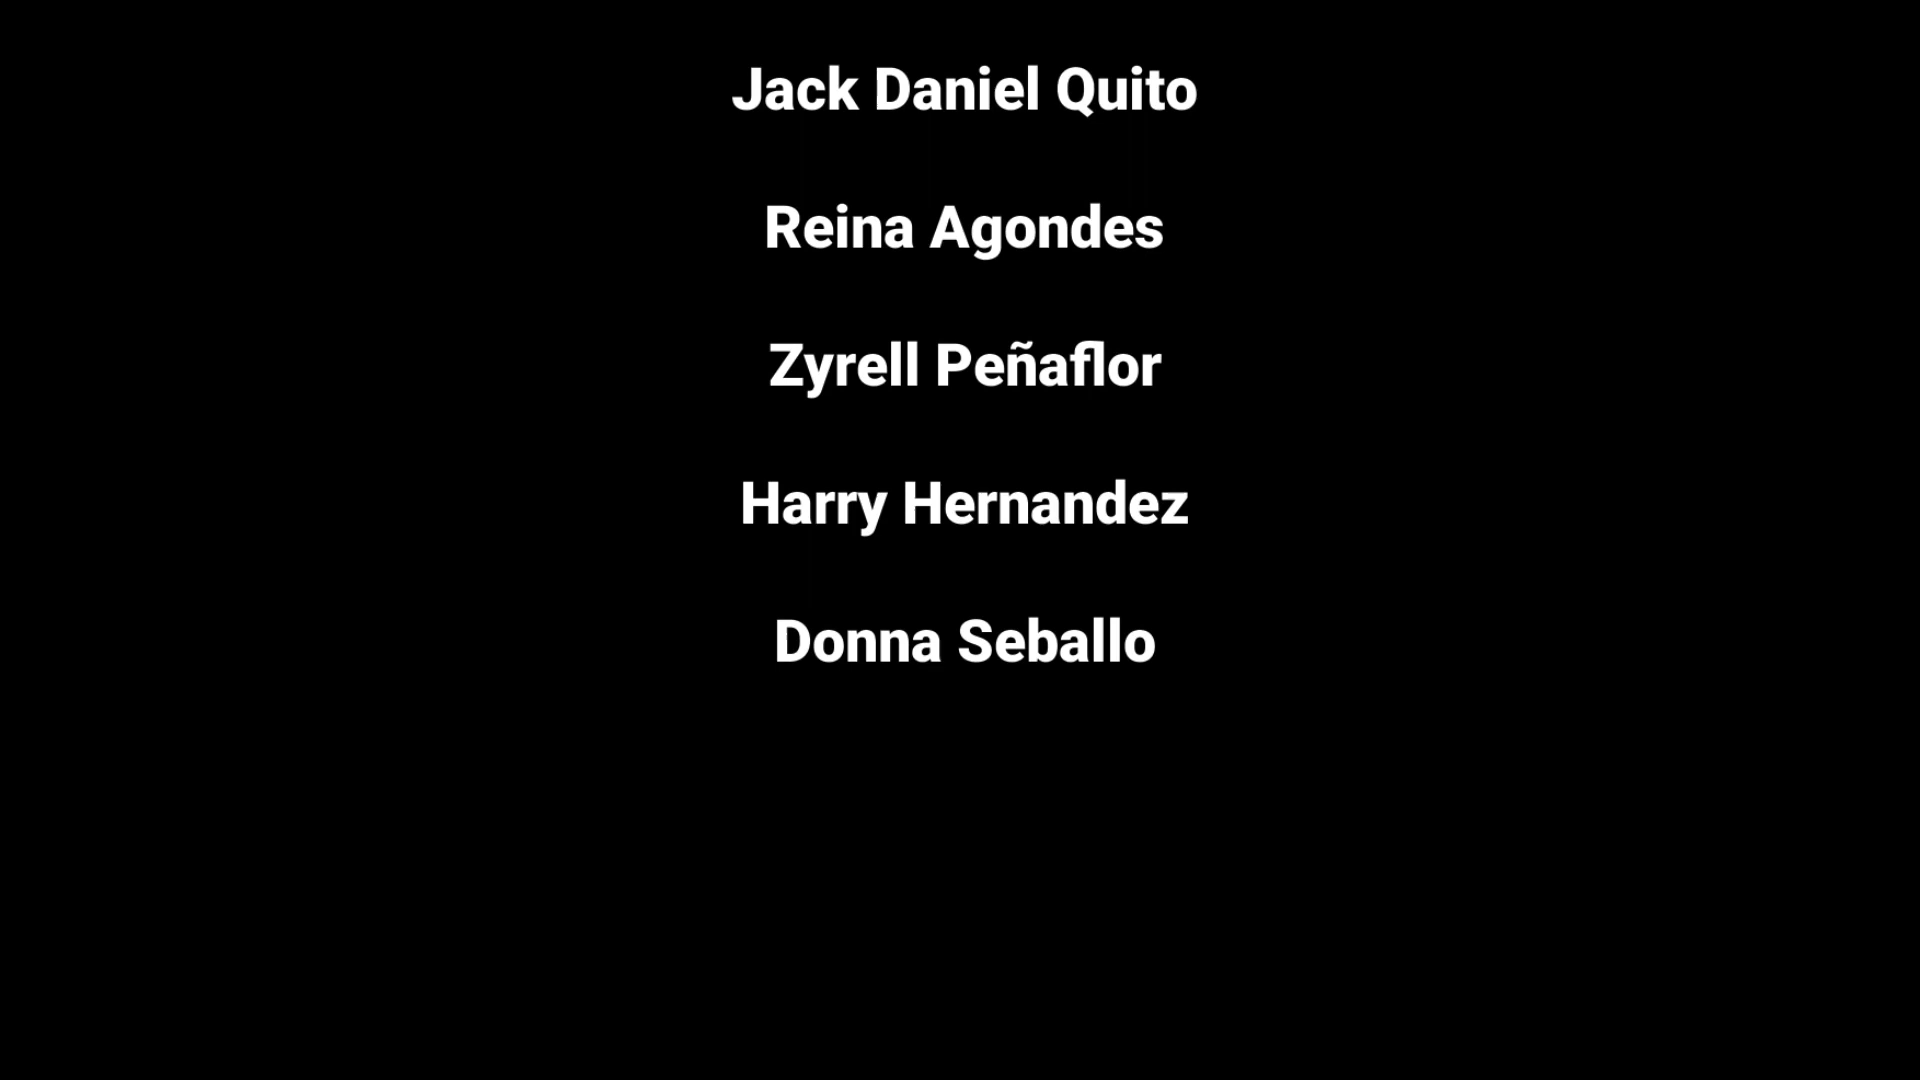 Jack Daniel Quito
Reina Agondes
Zyrell Peñaflor
Harry Hernandez
Donna Seballo